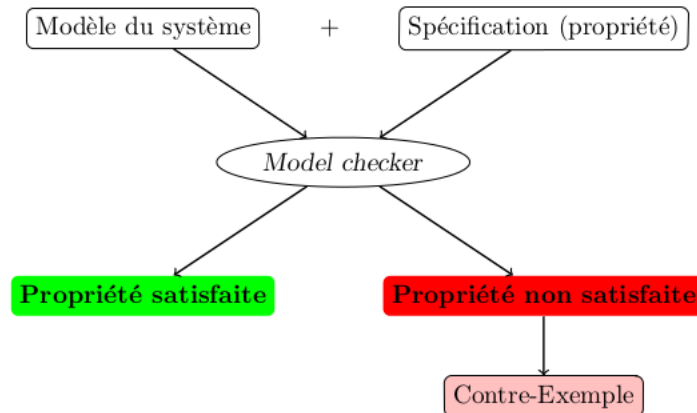 Modèle du système + Spécification (propriété)
Model checker
Propriété satisfaite Propriété non satisfaite
Contre-Exemple